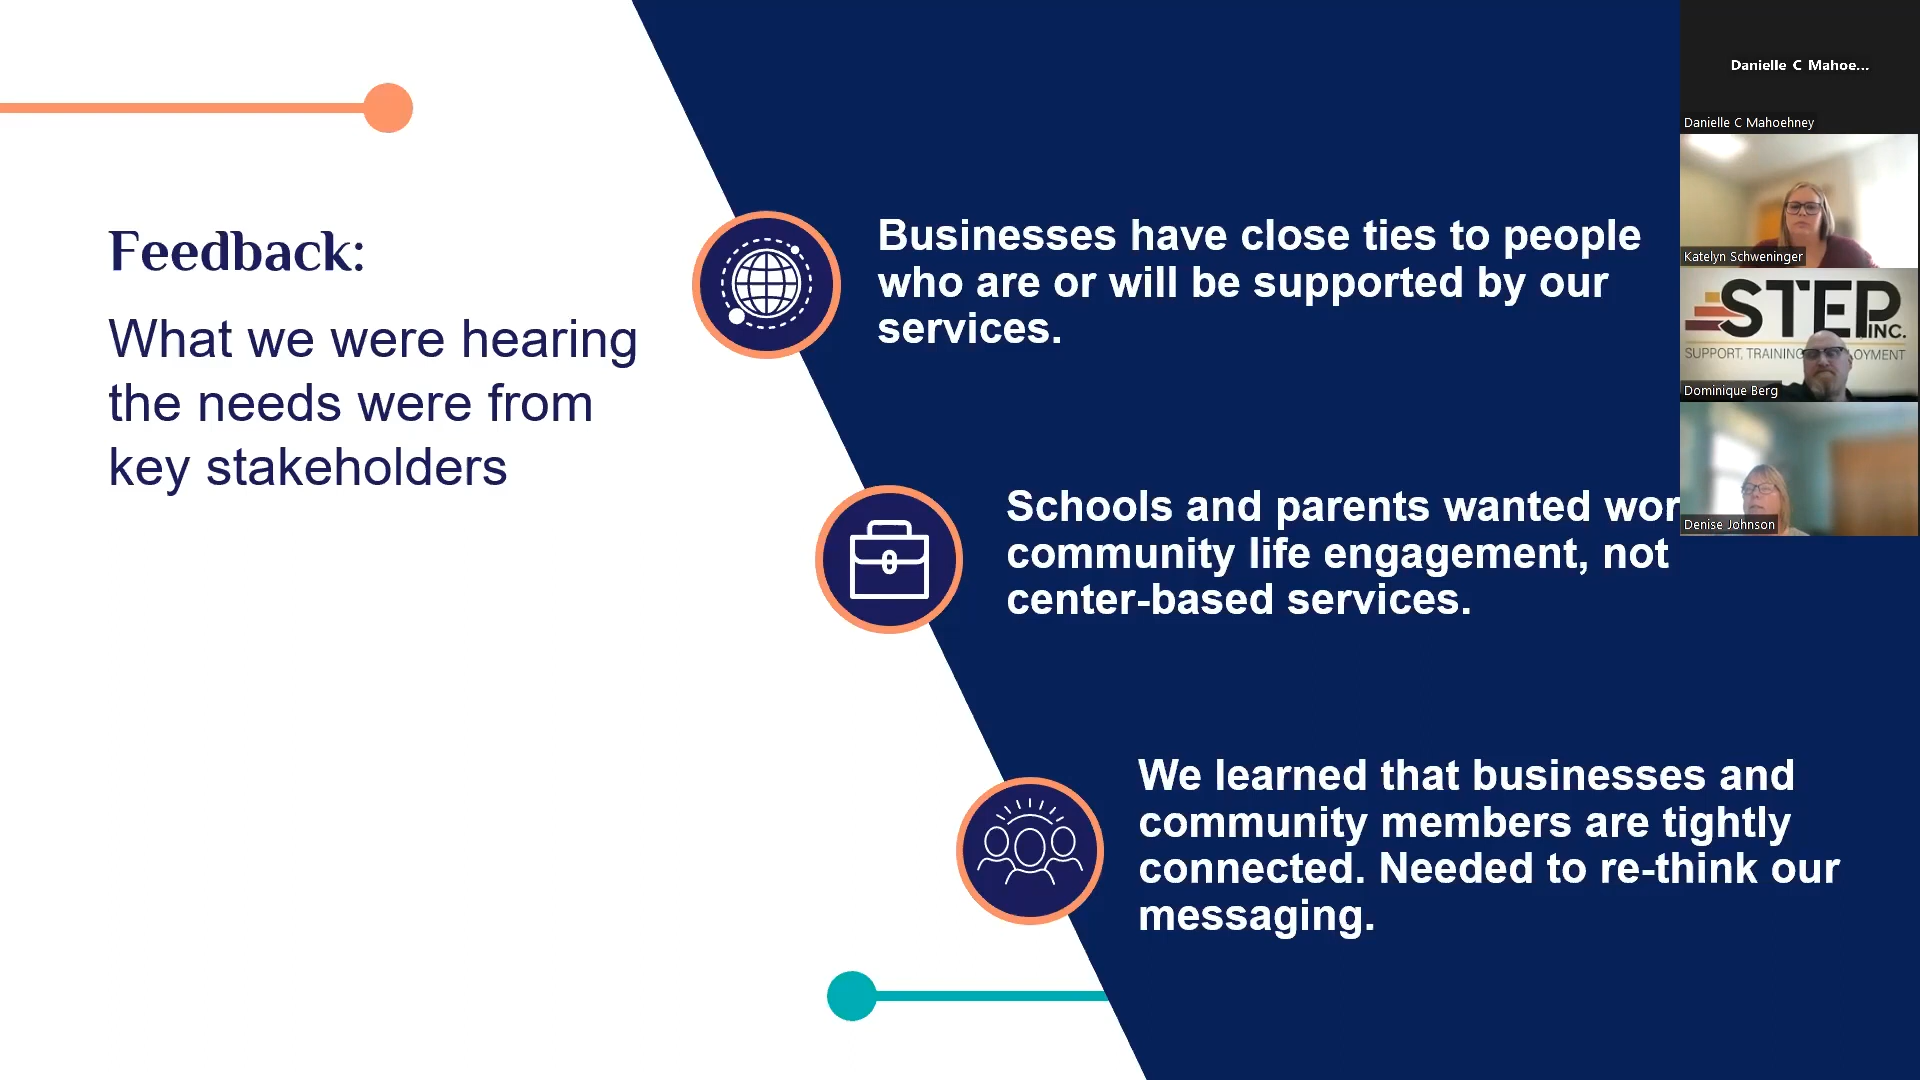 Feedback:
What we were hearing
the needs were from
key stakeholders
Businesses have close ties to people
who are or will be supported by our
services.
Schools and parents wanted wor
community life engagement, not
center-based services.
We learned that businesses and
community members are tightly
connected. Needed to re-think our
messaging.
Danielle C Mahoe...
Danielle C Mahoehney
Katelyn Schweninger
STEP INC.
SUPPORT, TRAINING OYMENT
Dominique Berg
Denise Johnson